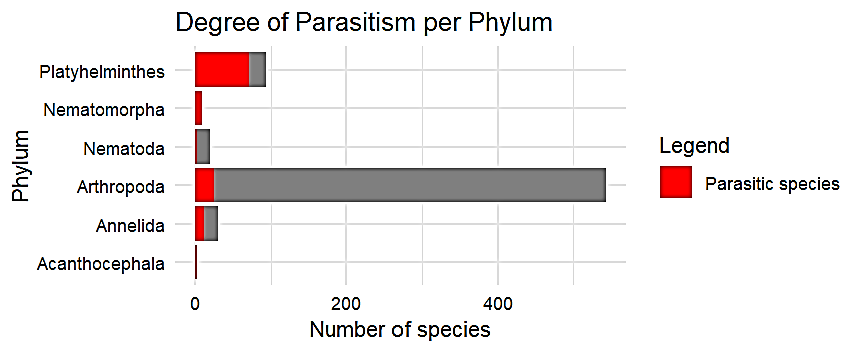 Degree of Parasitism per Phylum
Platyhelminthes
Nematomorpha
Nematoda
Arthropoda
Annelida
Acanthocephala
Phylum
0
200
400
Number of species
Legend
Parasitic species